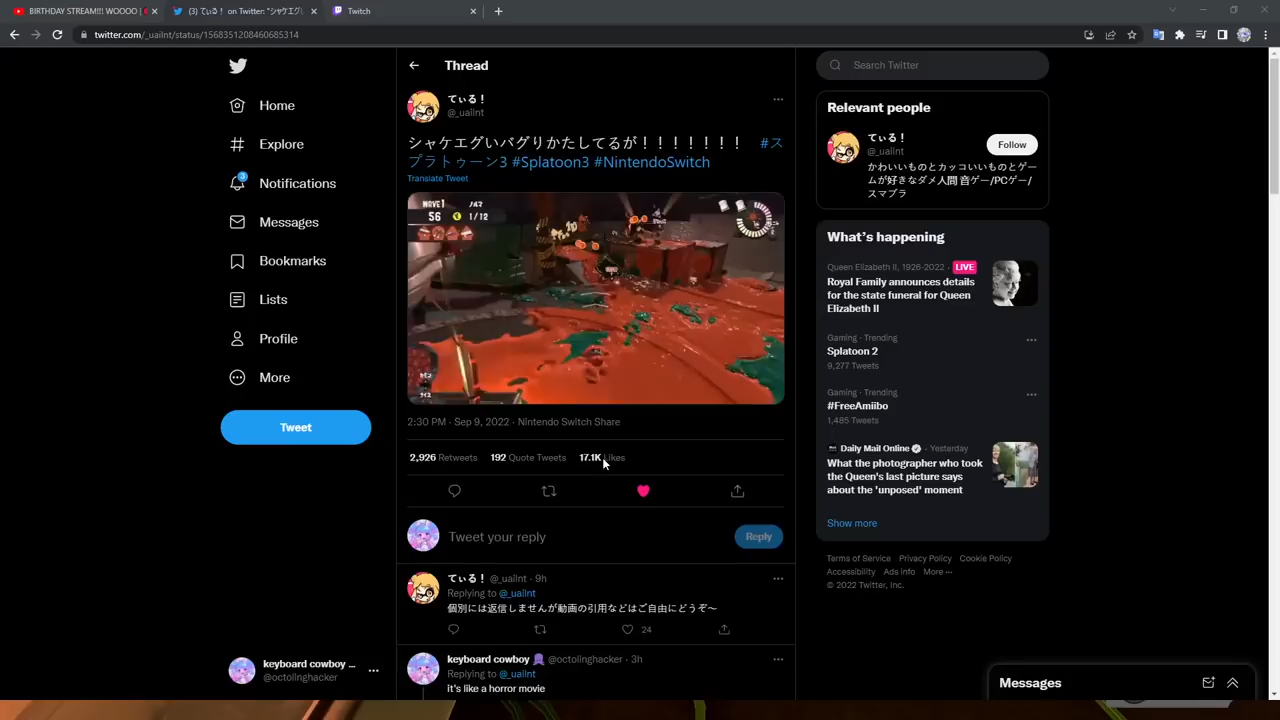 BIRTHDAY STREAM!!! WOOOO |
(3) てぃる！ on Twitter: "シャケエグい
Twitch
twitter.com/_uailnt/status/1568351208460685314
Thread
Search Twitter
Home
Explore
3
Notifications
Messages
Bookmarks
Lists
Profile
More
Tweet
keyboard cowboy ...
@octolinghacker
てぃる！
@_uailnt
シャケエグいバグりかたしてるが！！！！！！！ #ス
プラトゥーン3 #Splatoon3 #NintendoSwitch
Translate Tweet
WAVE1
ノルマ
56
1/12
2:30 PM · Sep 9, 2022 · Nintendo Switch Share
2,926 Retweets 192 Quote Tweets 17.1K Likes
Tweet your reply
Reply
てぃる！ @_uailnt · 9h
Replying to @_uailnt
個別には返信しませんが動画の引用などはご自由にどうぞ〜
24
keyboard cowboy @octolinghacker · 3h
Replying to @_uailnt
it's like a horror movie
Relevant people
てぃる！
@_uailnt
Follow
かわいいものとカッコいいものとゲー
ムが好きなダメ人間 音ゲー/PCゲー/
スマブラ
What's happening
Queen Elizabeth II, 1926-2022 · LIVE
Royal Family announces details
for the state funeral for Queen
Elizabeth II
Gaming · Trending
Splatoon 2
9,277 Tweets
Gaming · Trending
#FreeAmiibo
1,485 Tweets
Daily Mail Online · Yesterday
What the photographer who took
the Queen's last picture says
about the 'unposed' moment
Show more
Terms of Service Privacy Policy Cookie Policy
Accessibility Ads info More ···
© 2022 Twitter, Inc.
Messages